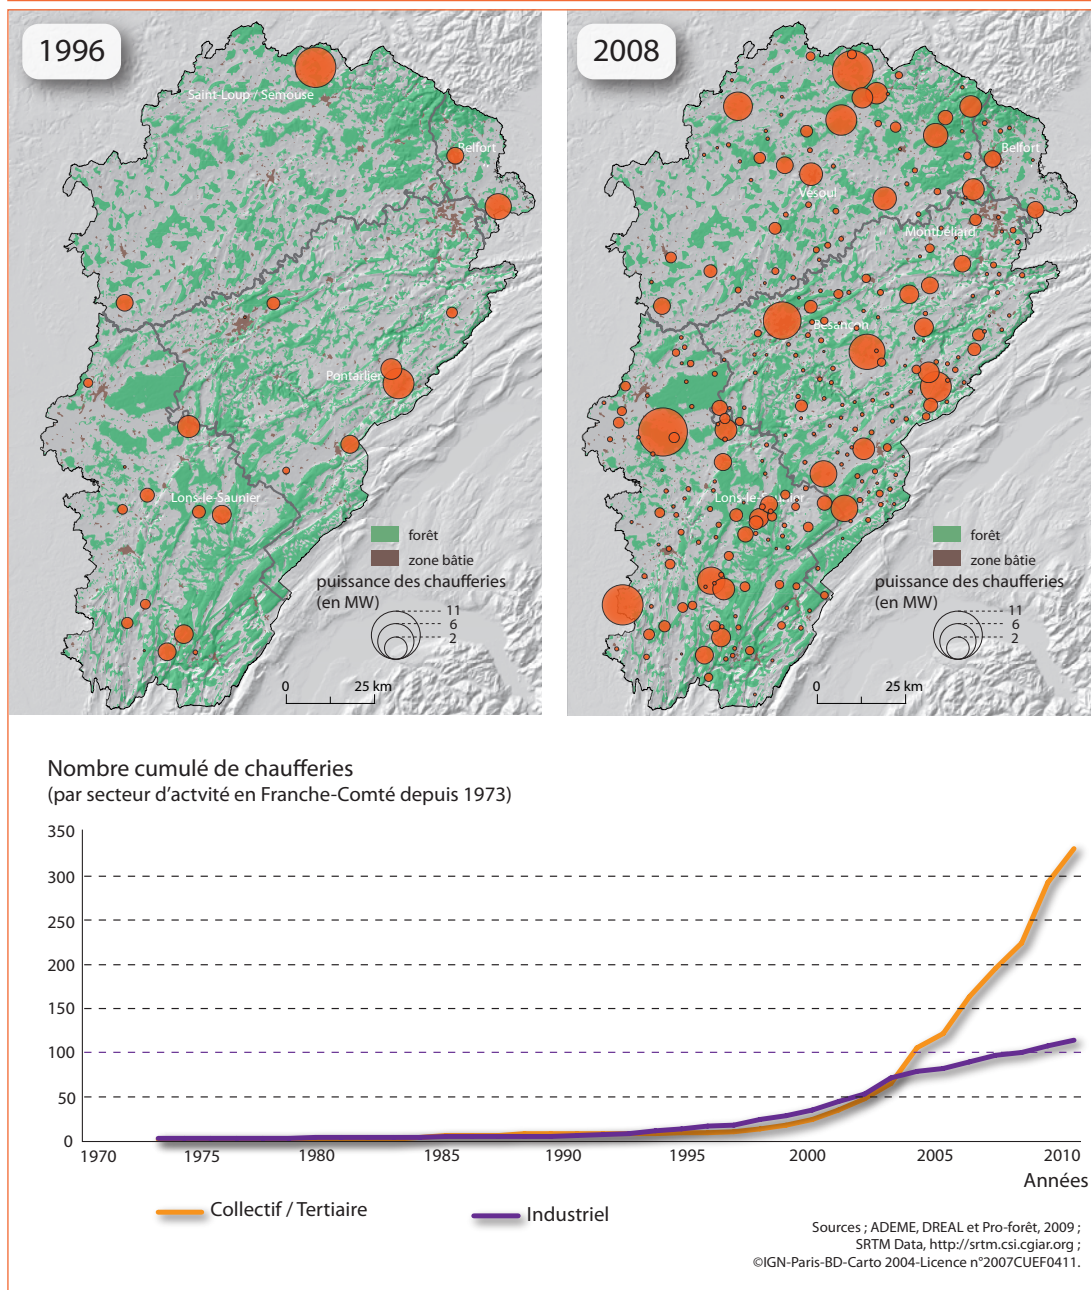 1996
Saint-Loup / Semouse
Belfort
Pontarlier
Lons-le-Saunier
forêt
zone bâtie
puissance des chaufferies
(en MW)
11
6
2
0 25 km
2008
Belfort
Vesoul
Montbéliard
Besançon
forêt
zone bâtie
puissance des chaufferies
(en MW)
11
6
2
0 25 km
Nombre cumulé de chaufferies
(par secteur d'actvité en Franche-Comté depuis 1973)
350
300
250
200
150
100
50
0
1970 1975 1980 1985 1990 1995 2000 2005 2010
Années
Collectif / Tertiaire
Industriel
Sources ; ADEME, DREAL et Pro-forêt, 2009 ;
SRTM Data, http://srtm.csi.cgiar.org ;
©IGN-Paris-BD-Carto 2004-Licence n°2007CUEF0411.